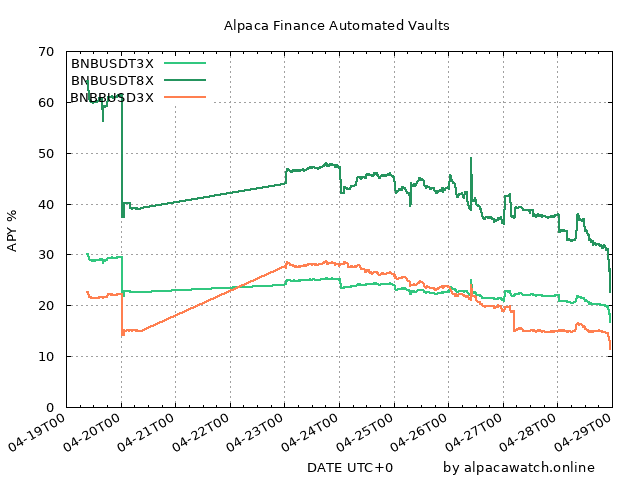 Alpaca Finance Automated Vaults
BNBUSDT3X
BNBUSDT8X
BNBBUSD3X
APY %
70
60
50
40
30
20
10
0
04-19T00
04-20T00
04-21T00
04-22T00
04-23T00
04-24T00
04-25T00
04-26T00
04-27T00
04-28T00
04-29T00
DATE UTC+0 by alpacawatch.online